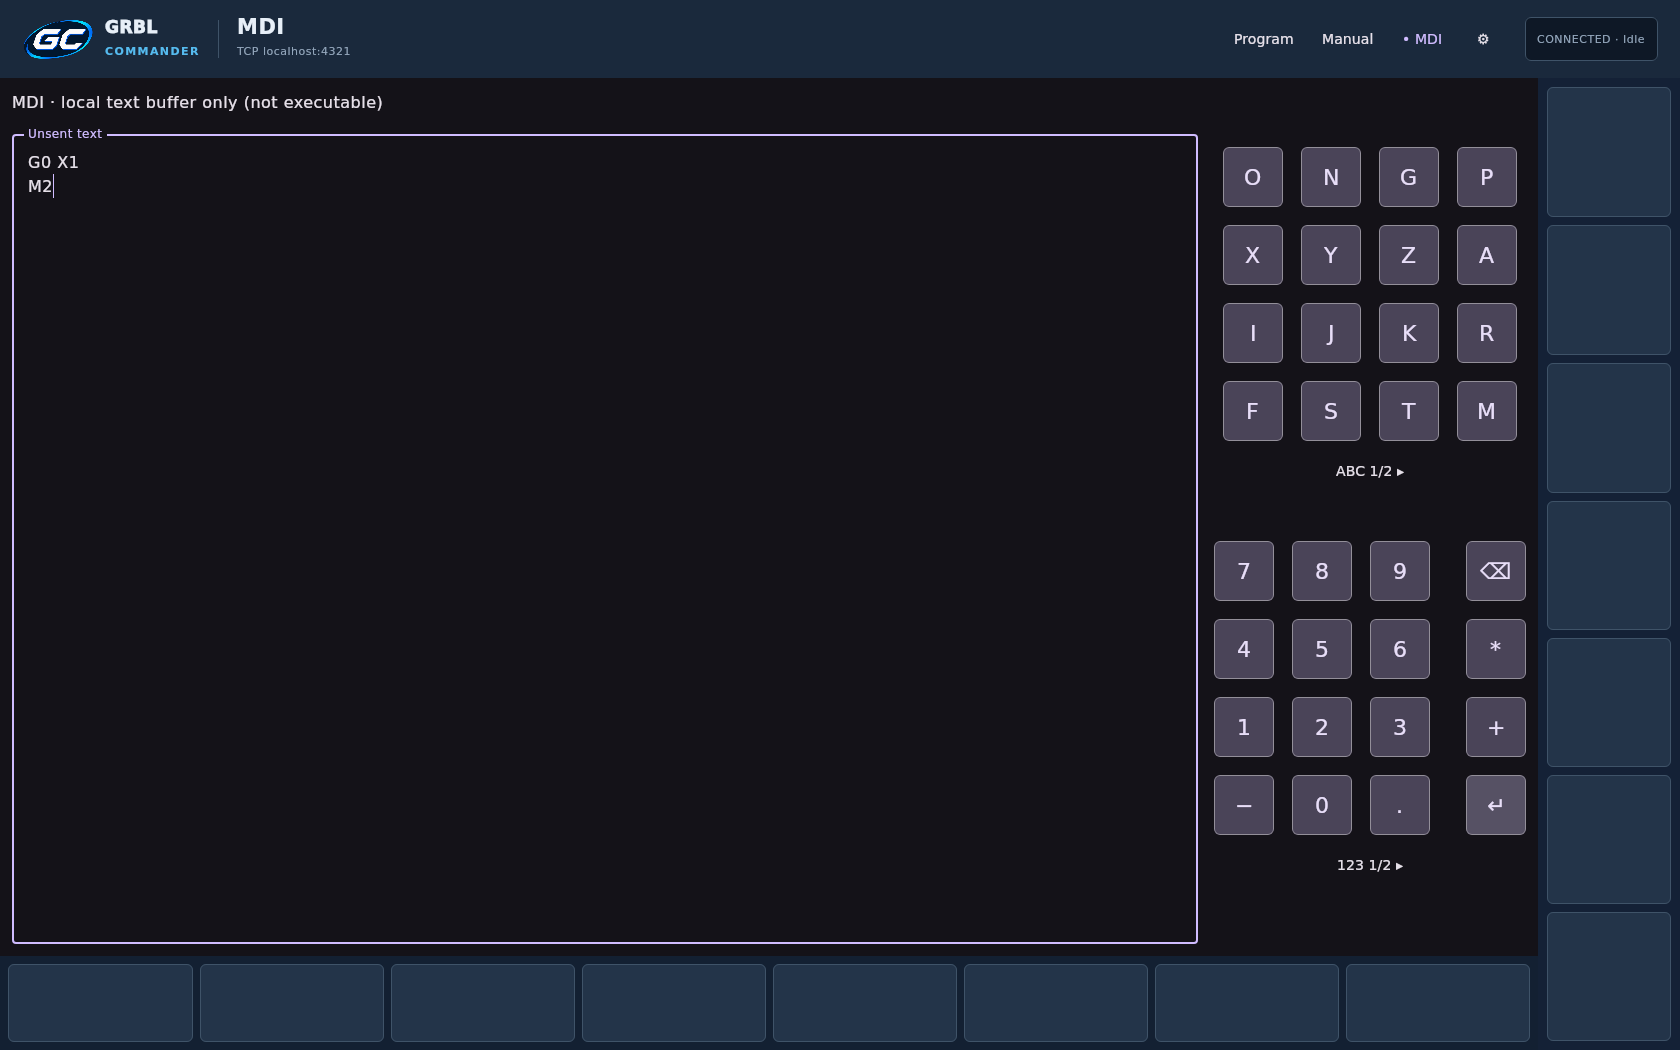 GC
GRBL
COMMANDER
MDI
TCP localhost:4321
Program
Manual
• MDI
⚙
CONNECTED · Idle
MDI · local text buffer only (not executable)
Unsent text
G0 X1
M2
O N G P
X Y Z A
I J K R
F S T M
ABC 1/2 ▸
7 8 9 ⌫
4 5 6 *
1 2 3 +
− 0 . ↵
123 1/2 ▸